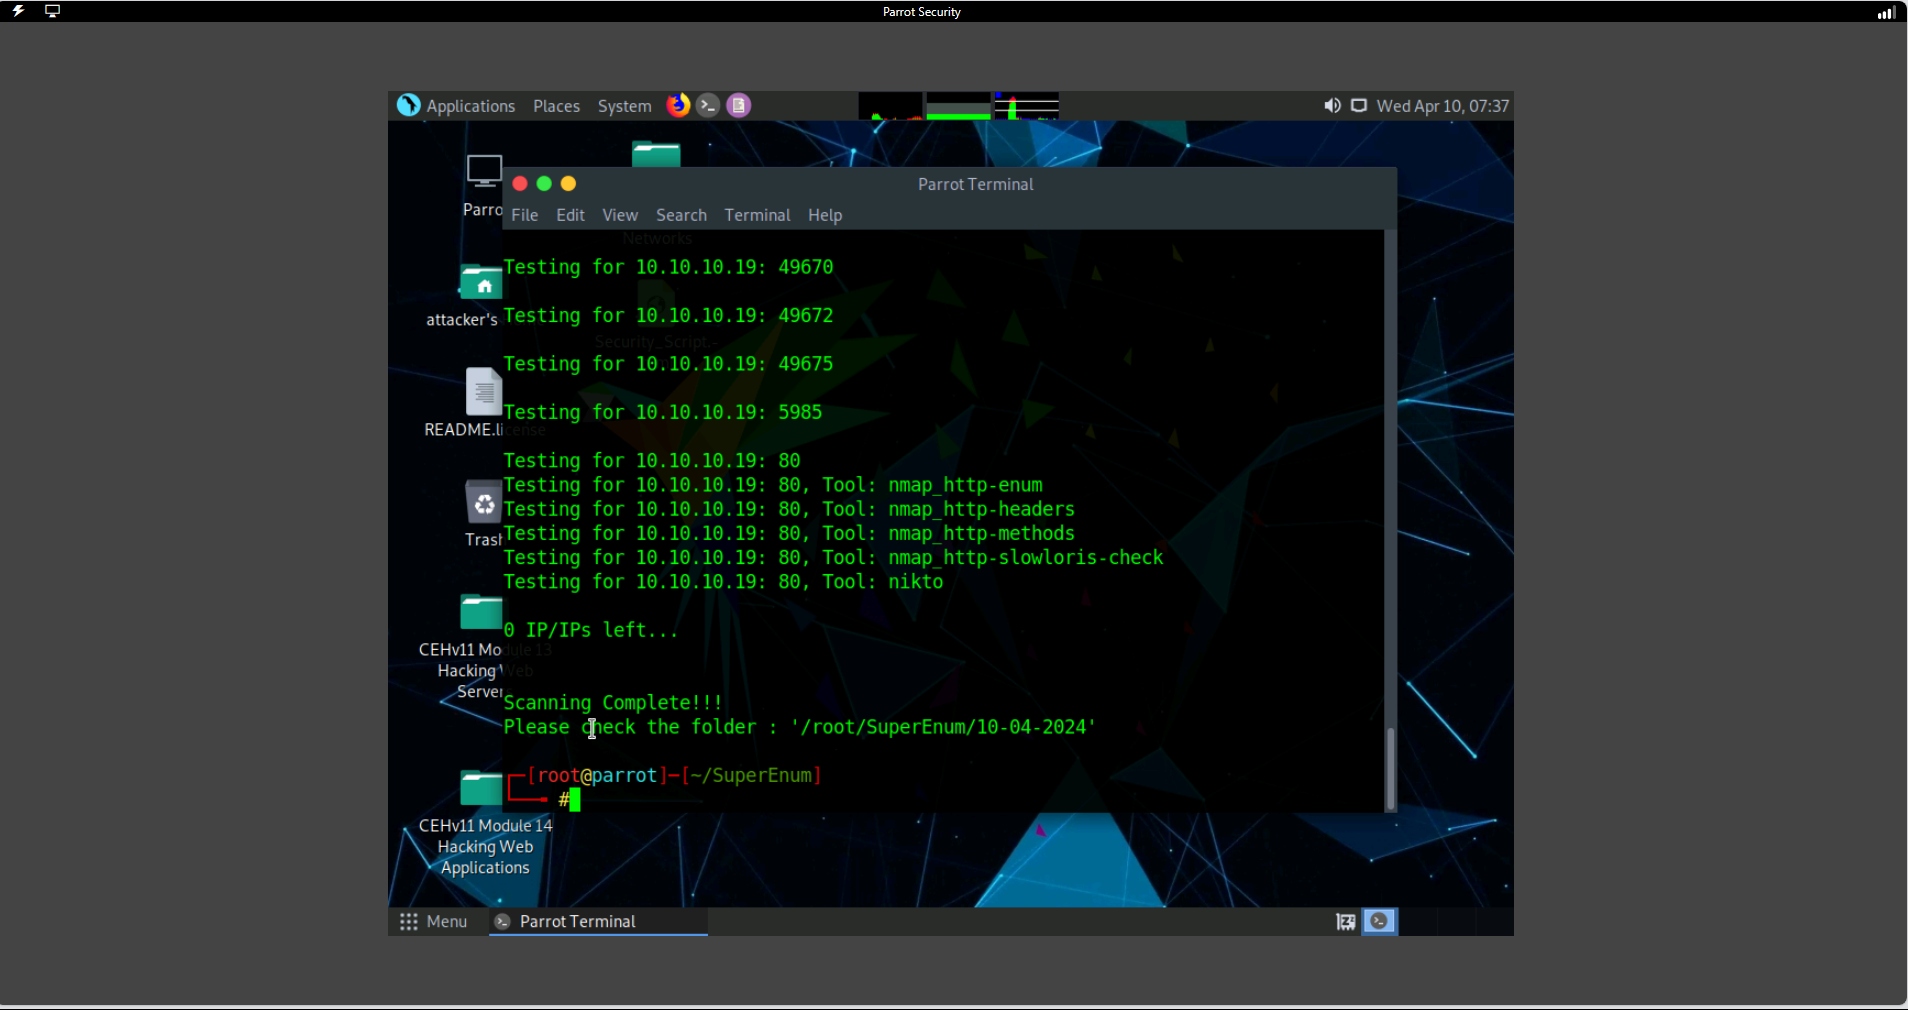 Parrot Security
Applications Places System Wed Apr 10, 07:37
Parrot Terminal
File Edit View Search Terminal Help
Parro
Networks
attacker's
Security_Script.-
README.license
Trash
CEHv11 Module 13
Hacking Web
Server
CEHv11 Module 14
Hacking Web
Applications
Testing for 10.10.10.19: 49670
Testing for 10.10.10.19: 49672
Testing for 10.10.10.19: 49675
Testing for 10.10.10.19: 5985
Testing for 10.10.10.19: 80
Testing for 10.10.10.19: 80, Tool: nmap_http-enum
Testing for 10.10.10.19: 80, Tool: nmap_http-headers
Testing for 10.10.10.19: 80, Tool: nmap_http-methods
Testing for 10.10.10.19: 80, Tool: nmap_http-slowloris-check
Testing for 10.10.10.19: 80, Tool: nikto
0 IP/IPs left...
Scanning Complete!!!
Please check the folder : '/root/SuperEnum/10-04-2024'
[root@parrot]-[~/SuperEnum]
#
Menu Parrot Terminal